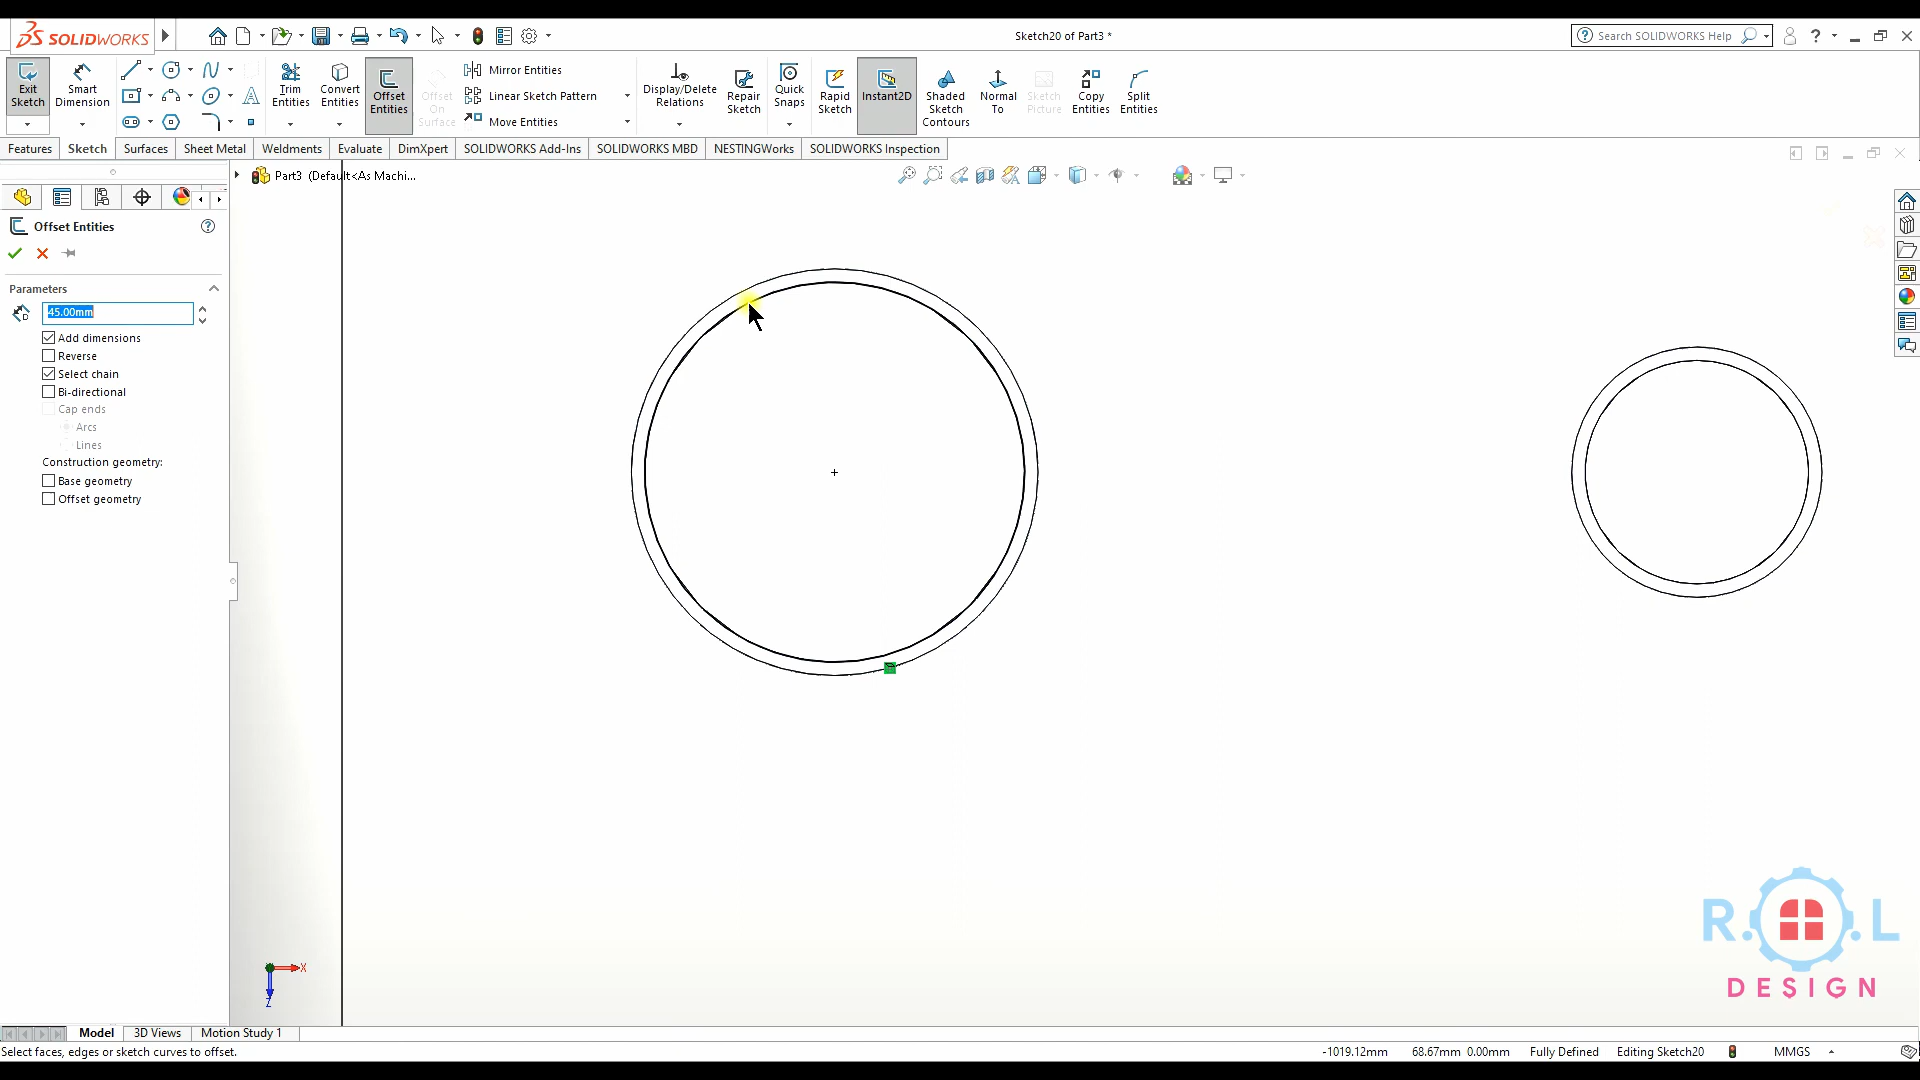 SOLIDWORKS
Sketch20 of Part3 *
Search SOLIDWORKS Help
Exit Sketch
Smart Dimension
Trim Entities
Convert Entities
Offset Entities
Offset On Surface
Mirror Entities
Linear Sketch Pattern
Move Entities
Display/Delete Relations
Repair Sketch
Quick Snaps
Rapid Sketch
Instant2D
Shaded Sketch Contours
Normal To
Sketch Picture
Copy Entities
Split Entities
Features
Sketch
Surfaces
Sheet Metal
Weldments
Evaluate
DimXpert
SOLIDWORKS Add-Ins
SOLIDWORKS MBD
NESTINGWorks
SOLIDWORKS Inspection
Part3 (Default<As Machi...
Offset Entities
Parameters
45.00mm
Add dimensions
Reverse
Select chain
Bi-directional
Cap ends
Arcs
Lines
Construction geometry:
Base geometry
Offset geometry
X
Z
R. .L
DESIGN
Model
3D Views
Motion Study 1
Select faces, edges or sketch curves to offset.
-1019.12mm
68.67mm 0.00mm
Fully Defined
Editing Sketch20
MMGS